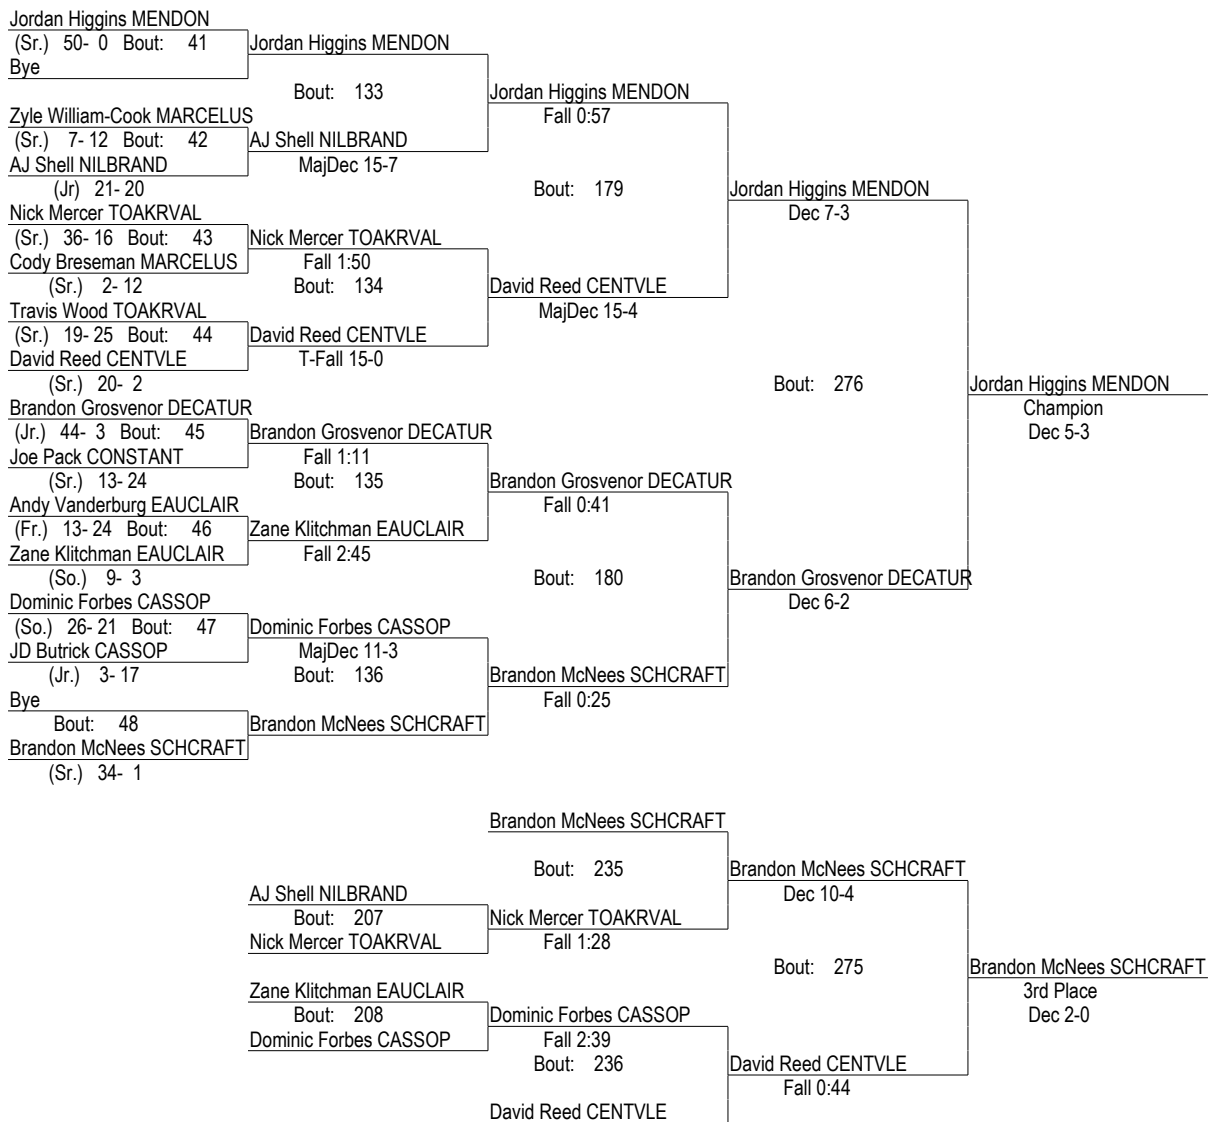 Jordan Higgins MENDON
(Sr.) 50- 0 Bout: 41
Jordan Higgins MENDON
Bye
Bout: 133
Jordan Higgins MENDON
Fall 0:57
Zyle William-Cook MARCELUS
(Sr.) 7- 12 Bout: 42
AJ Shell NILBRAND
AJ Shell NILBRAND
MajDec 15-7
(Jr) 21- 20
Bout: 179
Jordan Higgins MENDON
Dec 7-3
Nick Mercer TOAKRVAL
(Sr.) 36- 16 Bout: 43
Nick Mercer TOAKRVAL
Cody Breseman MARCELUS
Fall 1:50
(Sr.) 2- 12
Bout: 134
David Reed CENTVLE
MajDec 15-4
Travis Wood TOAKRVAL
(Sr.) 19- 25 Bout: 44
David Reed CENTVLE
David Reed CENTVLE
T-Fall 15-0
(Sr.) 20- 2
Bout: 276
Jordan Higgins MENDON
Champion
Dec 5-3
Brandon Grosvenor DECATUR
(Jr.) 44- 3 Bout: 45
Brandon Grosvenor DECATUR
Joe Pack CONSTANT
Fall 1:11
(Sr.) 13- 24
Bout: 135
Brandon Grosvenor DECATUR
Fall 0:41
Andy Vanderburg EAUCLAIR
(Fr.) 13- 24 Bout: 46
Zane Klitchman EAUCLAIR
Zane Klitchman EAUCLAIR
Fall 2:45
(So.) 9- 3
Bout: 180
Brandon Grosvenor DECATUR
Dec 6-2
Dominic Forbes CASSOP
(So.) 26- 21 Bout: 47
Dominic Forbes CASSOP
JD Butrick CASSOP
MajDec 11-3
(Jr.) 3- 17
Bout: 136
Brandon McNees SCHCRAFT
Fall 0:25
Bye
Bout: 48
Brandon McNees SCHCRAFT
Brandon McNees SCHCRAFT
(Sr.) 34- 1
Brandon McNees SCHCRAFT
Bout: 235
Brandon McNees SCHCRAFT
Dec 10-4
AJ Shell NILBRAND
Bout: 207
Nick Mercer TOAKRVAL
Nick Mercer TOAKRVAL
Fall 1:28
Bout: 275
Brandon McNees SCHCRAFT
3rd Place
Dec 2-0
Zane Klitchman EAUCLAIR
Bout: 208
Dominic Forbes CASSOP
Dominic Forbes CASSOP
Fall 2:39
Bout: 236
David Reed CENTVLE
Fall 0:44
David Reed CENTVLE